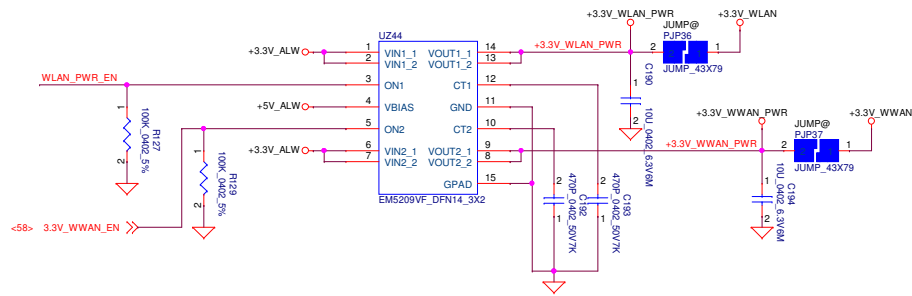 +3.3V_WLAN_PWR
+3.3V_WLAN
JUMP@
PJP36
2
1
JUMP_43X79
UZ44
+3.3V_ALW
1
2
VIN1_1
VIN1_2
VOUT1_1
VOUT1_2
14
13
+3.3V_WLAN_PWR
WLAN_PWR_EN
3
ON1
CT1
12
+5V_ALW
4
VBIAS
GND
11
5
ON2
CT2
10
+3.3V_ALW
6
7
VIN2_1
VIN2_2
VOUT2_1
VOUT2_2
9
8
GPAD
15
EM5209VF_DFN14_3X2
1
2
R127
100K_0402_5%
1
2
R129
100K_0402_5%
1
2
C190
10U_0402_6.3V6M
+3.3V_WWAN_PWR
+3.3V_WWAN_PWR
+3.3V_WWAN
JUMP@
PJP37
2
1
JUMP_43X79
2
1
C192
470P_0402_50V7K
2
1
C193
470P_0402_50V7K
1
2
C194
10U_0402_6.3V6M
<58> 3.3V_WWAN_EN